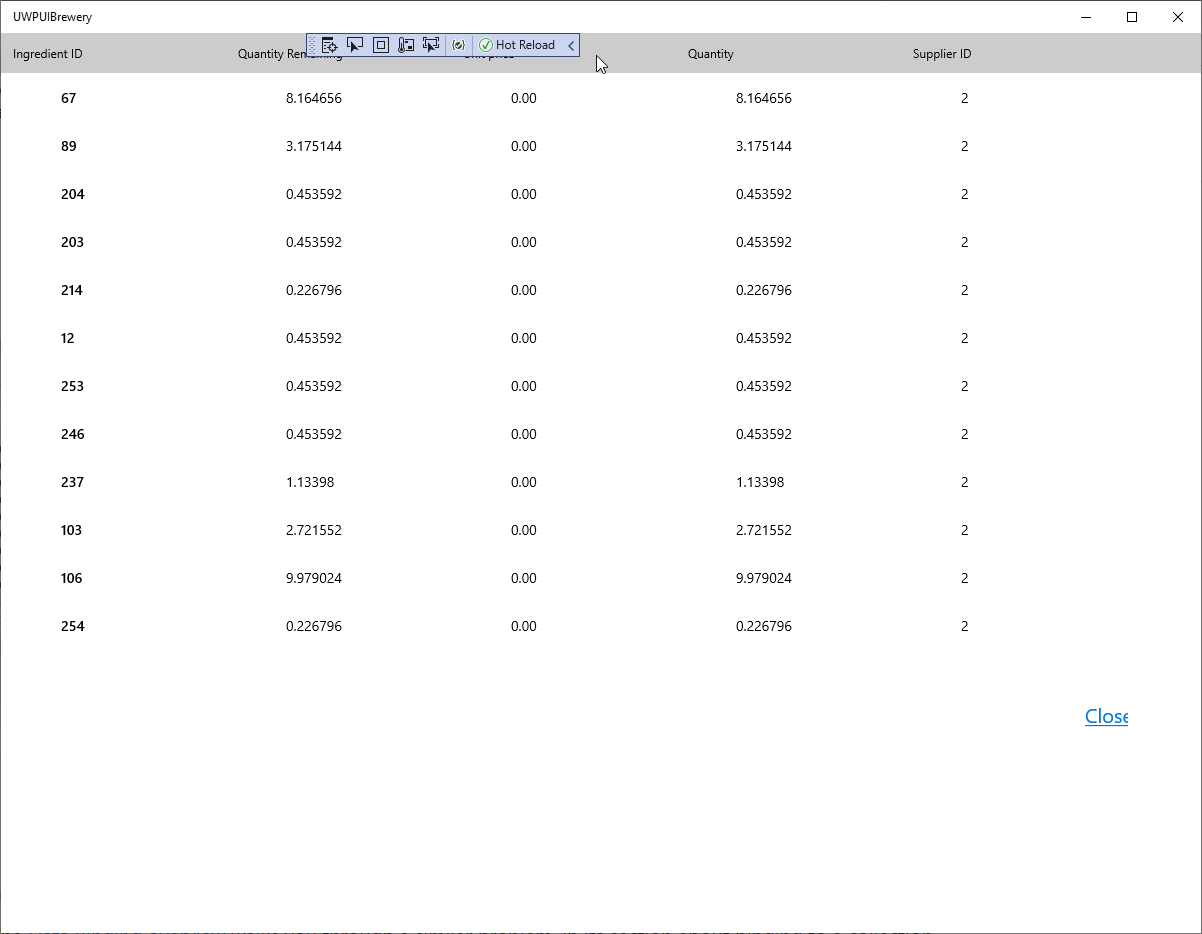 UWPUIBrewery
Hot Reload
Ingredient ID Quantity Remaining Unit price Quantity Supplier ID
67 8.164656 0.00 8.164656 2
89 3.175144 0.00 3.175144 2
204 0.453592 0.00 0.453592 2
203 0.453592 0.00 0.453592 2
214 0.226796 0.00 0.226796 2
12 0.453592 0.00 0.453592 2
253 0.453592 0.00 0.453592 2
246 0.453592 0.00 0.453592 2
237 1.13398 0.00 1.13398 2
103 2.721552 0.00 2.721552 2
106 9.979024 0.00 9.979024 2
254 0.226796 0.00 0.226796 2
Close